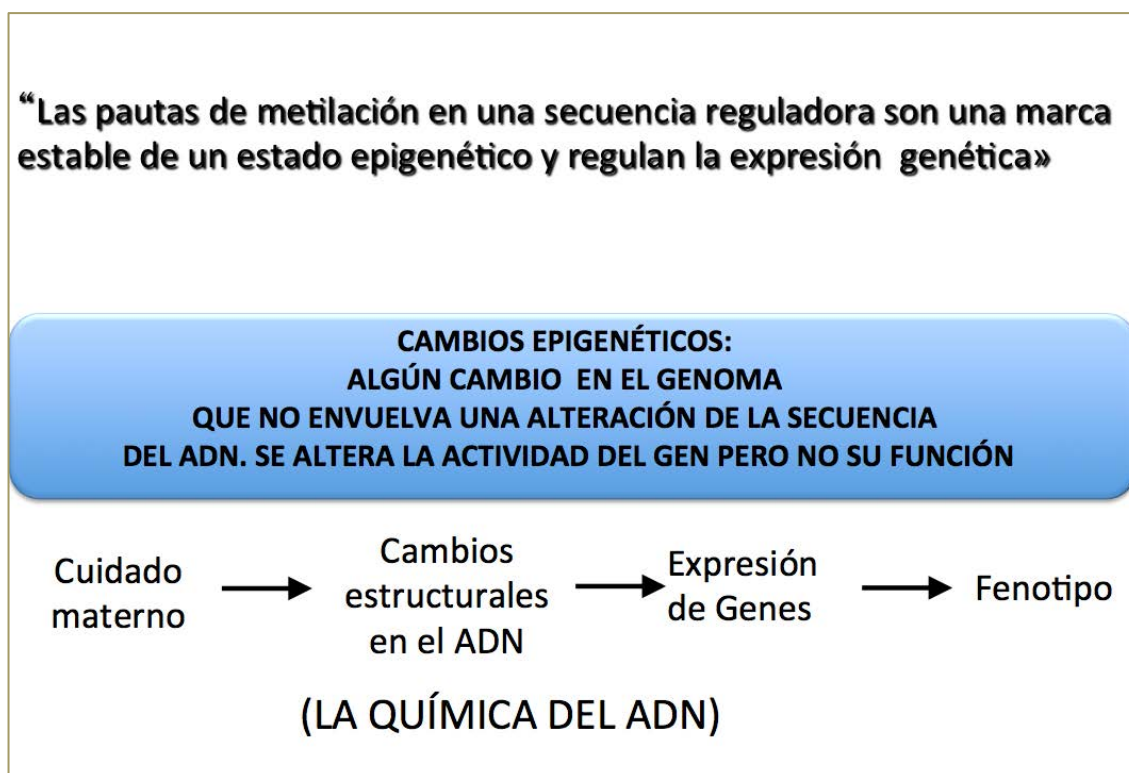 “Las pautas de metilación en una secuencia reguladora son una marca
estable de un estado epigenético y regulan la expresión genética»
CAMBIOS EPIGENÉTICOS:
ALGÚN CAMBIO EN EL GENOMA
QUE NO ENVUELVA UNA ALTERACIÓN DE LA SECUENCIA
DEL ADN. SE ALTERA LA ACTIVIDAD DEL GEN PERO NO SU FUNCIÓN
Cuidado
materno
Cambios
estructurales
en el ADN
Expresión
de Genes
Fenotipo
(LA QUÍMICA DEL ADN)